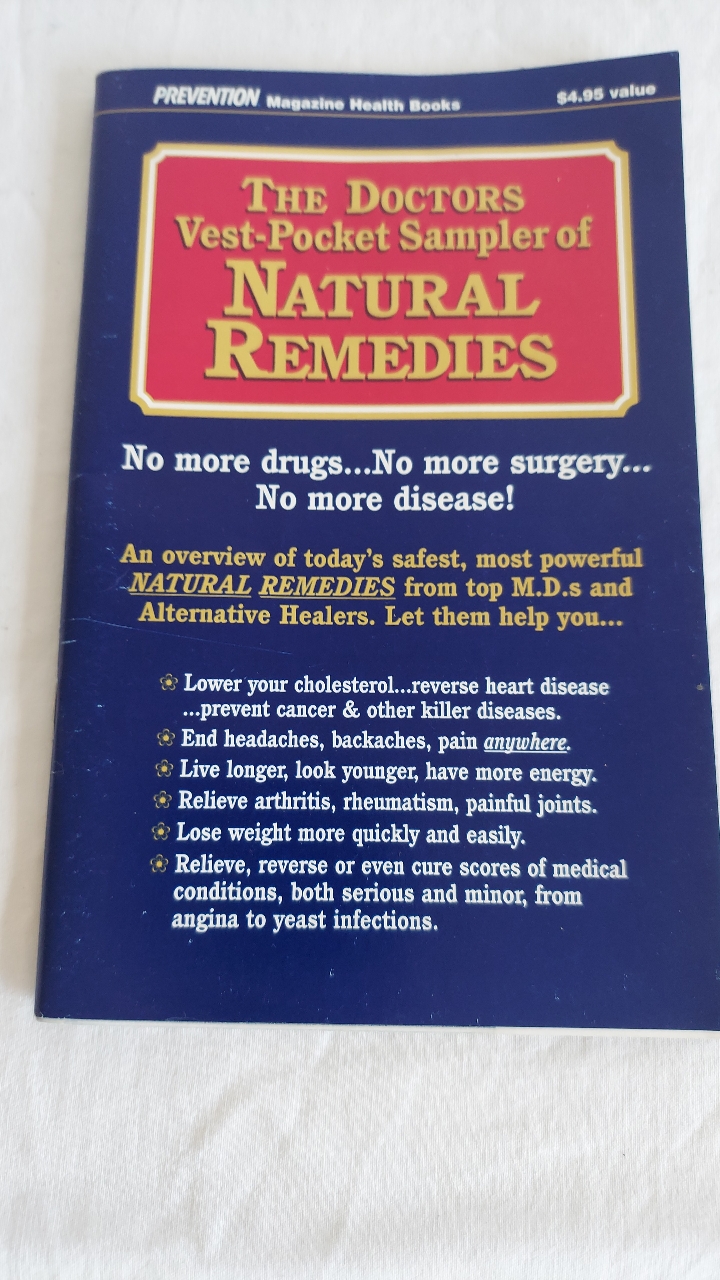 PREVENTION Magazine Health Books $4.95 value
THE DOCTORS
Vest-Pocket Sampler of
NATURAL
REMEDIES
No more drugs...No more surgery...
No more disease!
An overview of today's safest, most powerful
NATURAL REMEDIES from top M.D.s and
Alternative Healers. Let them help you...
Lower your cholesterol...reverse heart disease
...prevent cancer & other killer diseases.
End headaches, backaches, pain anywhere.
Live longer, look younger, have more energy.
Relieve arthritis, rheumatism, painful joints.
Lose weight more quickly and easily.
Relieve, reverse or even cure scores of medical
conditions, both serious and minor, from
angina to yeast infections.